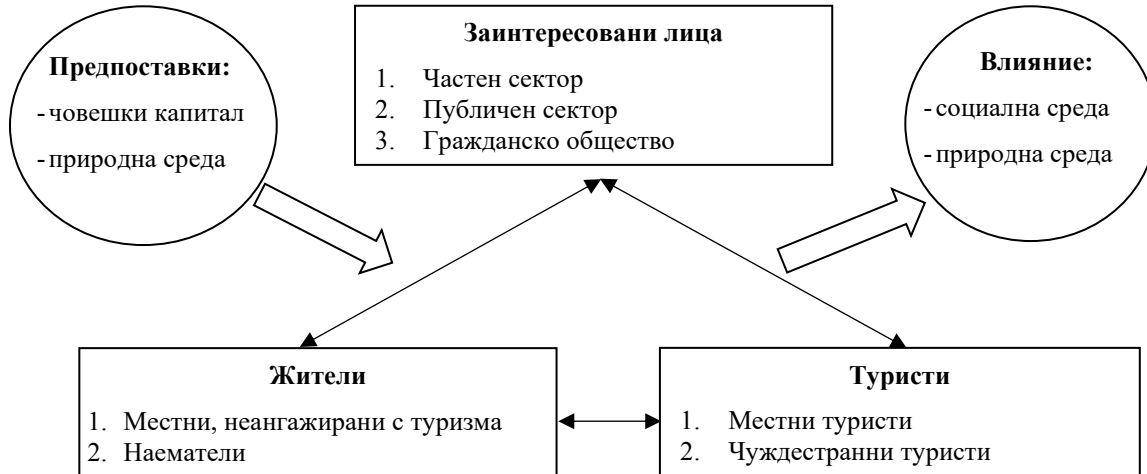 Предпоставки:
- човешки капитал
- природна среда
Заинтересовани лица
1. Частен сектор
2. Публичен сектор
3. Гражданско общество
Влияние:
- социална среда
- природна среда
Жители
1. Местни, неангажирани с туризма
2. Наематели
Туристи
1. Местни туристи
2. Чуждестранни туристи